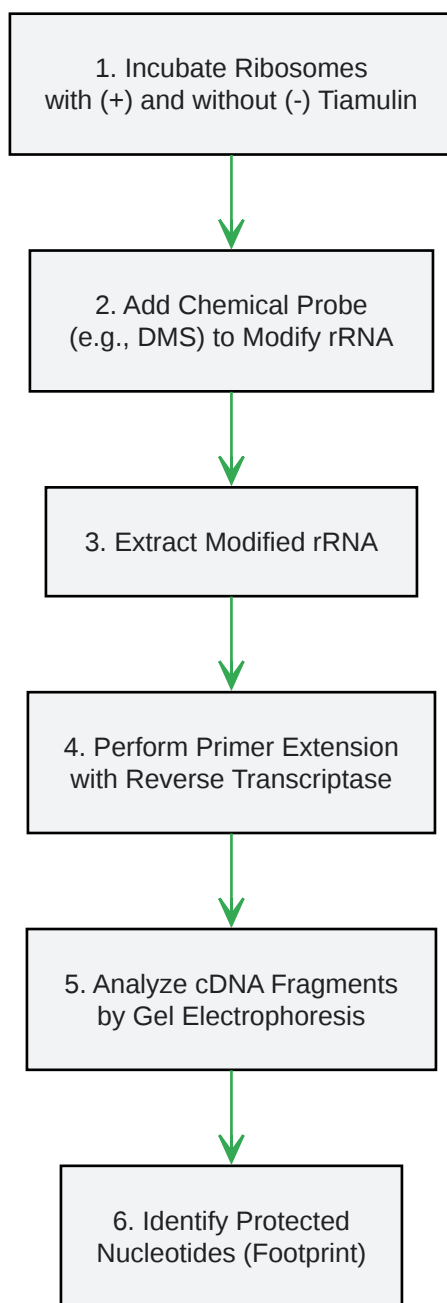 1. Incubate Ribosomes
with (+) and without (-) Tiamulin
2. Add Chemical Probe
(e.g., DMS) to Modify rRNA
3. Extract Modified rRNA
4. Perform Primer Extension
with Reverse Transcriptase
5. Analyze cDNA Fragments
by Gel Electrophoresis
6. Identify Protected
Nucleotides (Footprint)